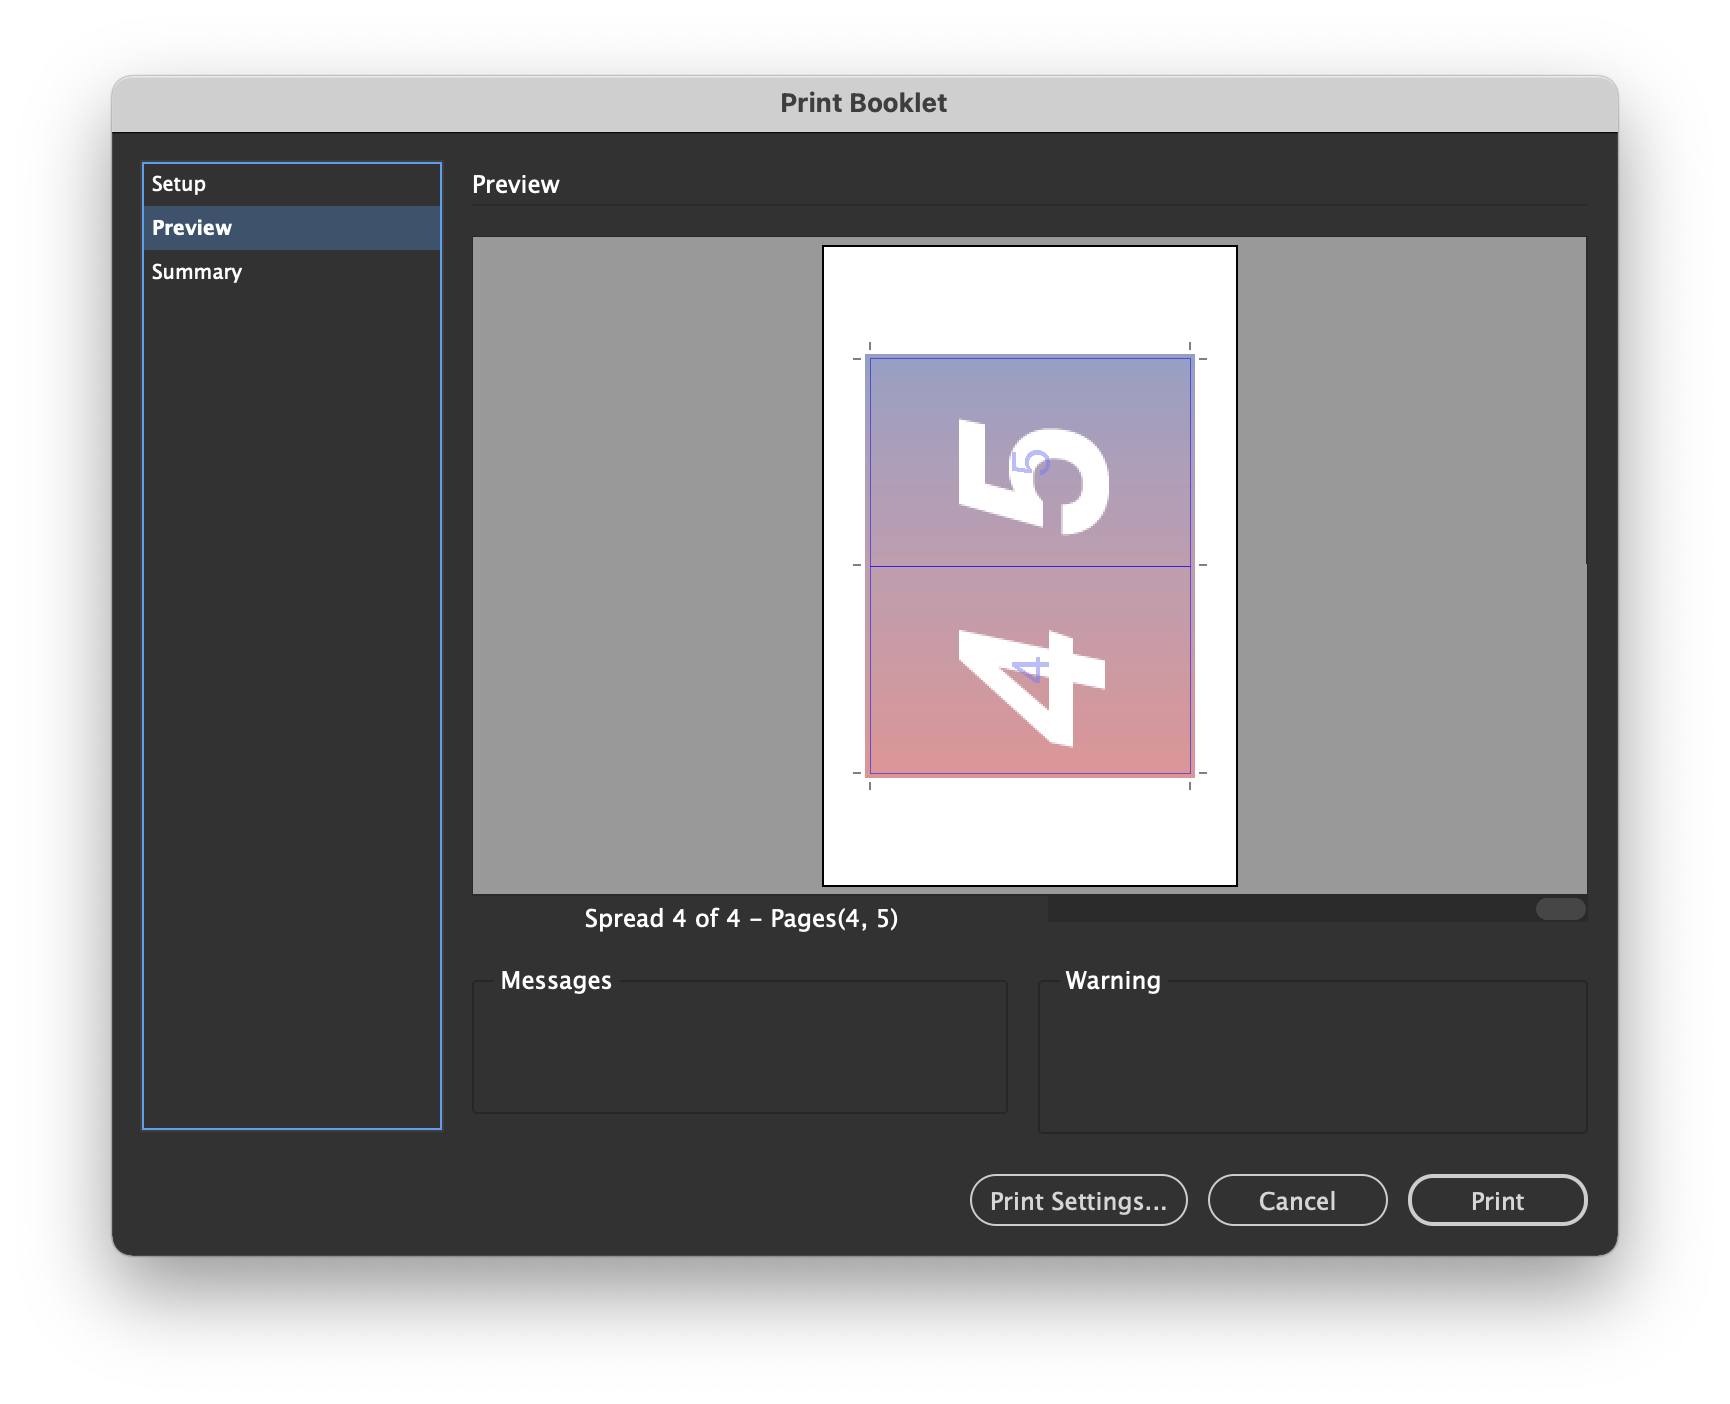 Print Booklet
Setup
Preview
Summary
Preview
5
5
4
4
Spread 4 of 4 – Pages(4, 5)
Messages
Warning
Print Settings...
Cancel
Print